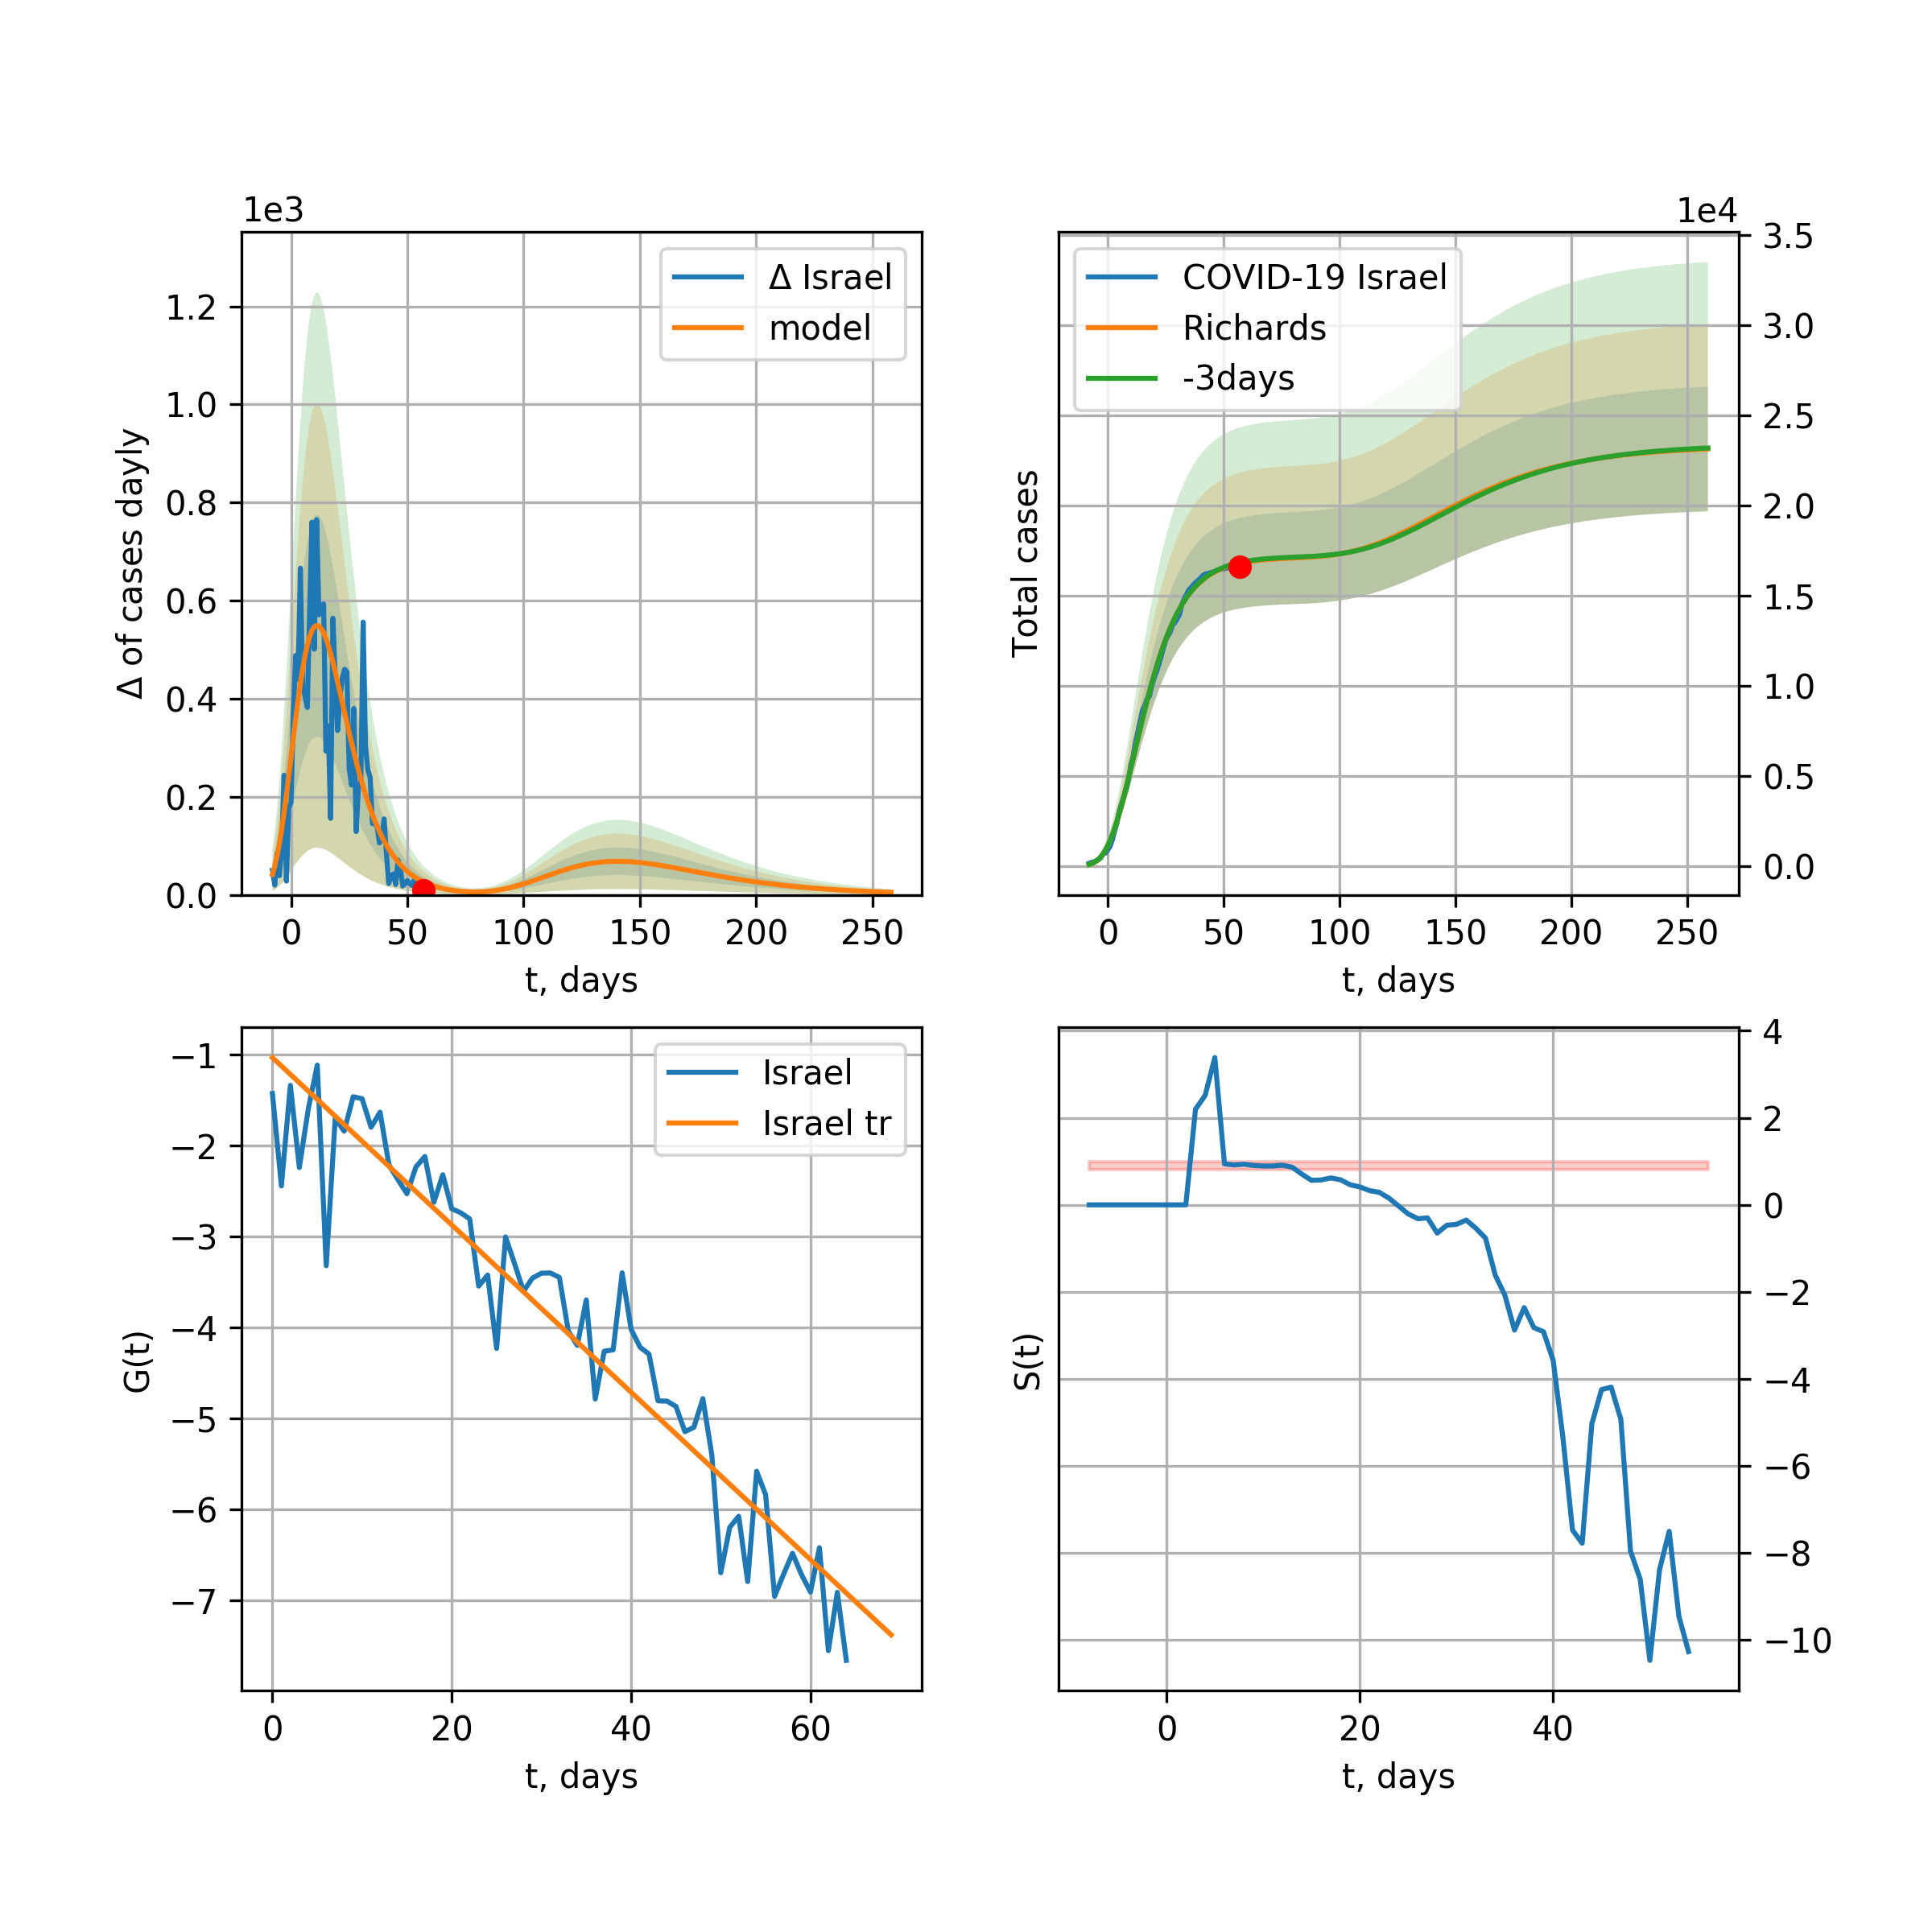 1e3
Δ of cases dayly
1.2
1.0
0.8
0.6
0.4
0.2
0.0
0 50 100 150 200 250
t, days
Δ Israel
model
1e4
Total cases
3.5
3.0
2.5
2.0
1.5
1.0
0.5
0.0
0 50 100 150 200 250
t, days
COVID-19 Israel
Richards
-3days
G(t)
−1
−2
−3
−4
−5
−6
−7
0 20 40 60
t, days
Israel
Israel tr
S(t)
4
2
0
−2
−4
−6
−8
−10
0 20 40
t, days